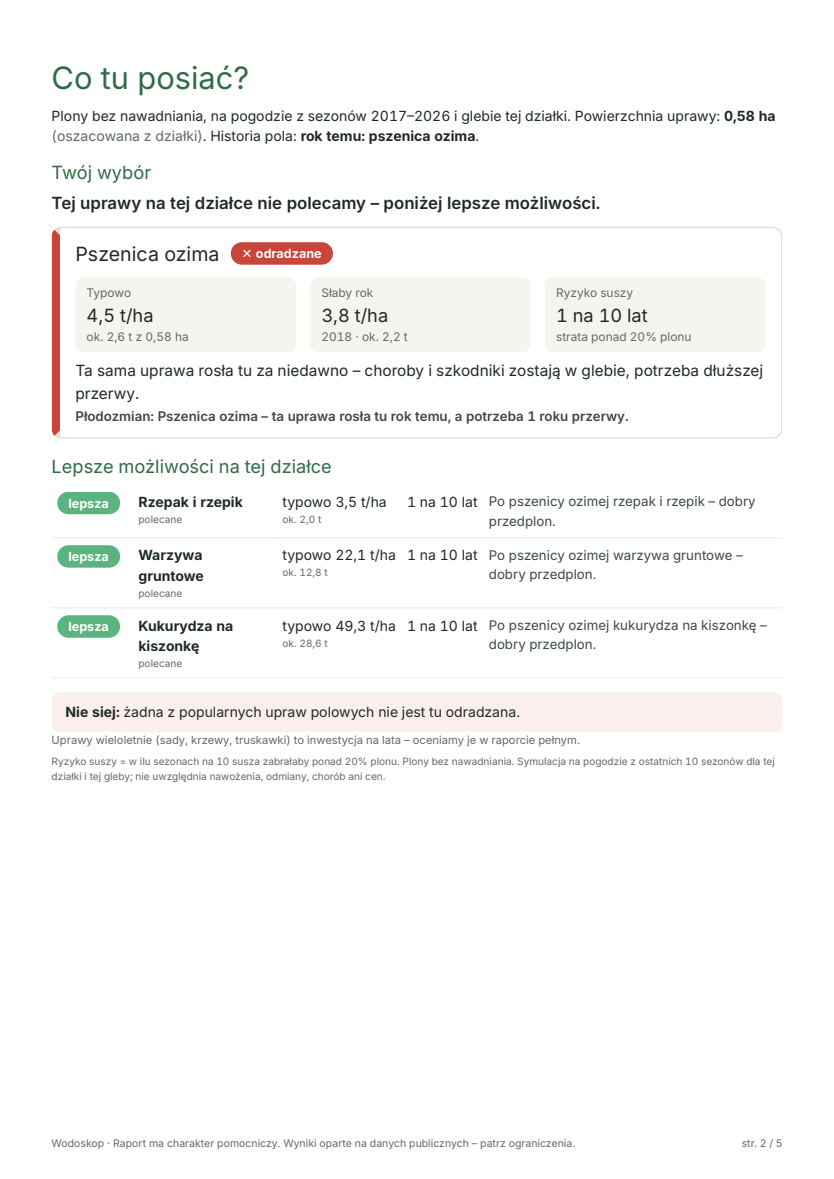 Co tu posiać?
Plony bez nawadniania, na pogodzie z sezonów 2017–2026 i glebie tej działki. Powierzchnia uprawy: 0,58 ha
(oszacowana z działki). Historia pola: rok temu: pszenica ozima.
Twój wybór
Tej uprawy na tej działce nie polecamy – poniżej lepsze możliwości.
Pszenica ozima × odradzane
Typowo
4,5 t/ha
ok. 2,6 t z 0,58 ha
Słaby rok
3,8 t/ha
2018 · ok. 2,2 t
Ryzyko suszy
1 na 10 lat
strata ponad 20% plonu
Ta sama uprawa rosła tu za niedawno – choroby i szkodniki zostają w glebie, potrzeba dłuższej
przerwy.
Płodozmian: Pszenica ozima – ta uprawa rosła tu rok temu, a potrzeba 1 roku przerwy.
Lepsze możliwości na tej działce
lepsza
Rzepak i rzepik
polecane
typowo 3,5 t/ha
ok. 2,0 t
1 na 10 lat
Po pszenicy ozimej rzepak i rzepik – dobry
przedplon.
lepsza
Warzywa
gruntowe
polecane
typowo 22,1 t/ha
ok. 12,8 t
1 na 10 lat
Po pszenicy ozimej warzywa gruntowe –
dobry przedplon.
lepsza
Kukurydza na
kiszonkę
polecane
typowo 49,3 t/ha
ok. 28,6 t
1 na 10 lat
Po pszenicy ozimej kukurydza na kiszonkę –
dobry przedplon.
Nie siej: żadna z popularnych upraw polowych nie jest tu odradzana.
Uprawy wieloletnie (sady, krzewy, truskawki) to inwestycja na lata – oceniamy je w raporcie pełnym.
Ryzyko suszy = w ilu sezonach na 10 susza zabrałaby ponad 20% plonu. Plony bez nawadniania. Symulacja na pogodzie z ostatnich 10 sezonów dla tej
działki i tej gleby; nie uwzględnia nawożenia, odmiany, chorób ani cen.
Wodoskop · Raport ma charakter pomocniczy. Wyniki oparte na danych publicznych – patrz ograniczenia.
str. 2 / 5